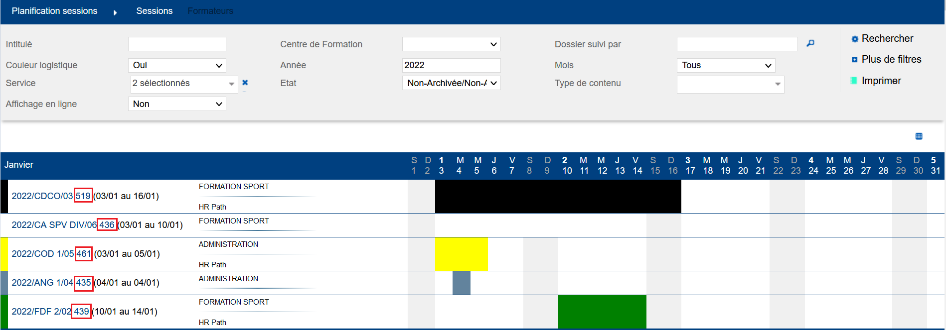 Planification sessions Sessions Formateurs
Intitulé Centre de Formation Dossier suivi par Rechercher
Couleur logistique Oui Année 2022 Mois Tous Plus de filtres
Service 2 sélectionnés Etat Non-Archivée/Non-A Type de contenu Imprimer
Affichage en ligne Non
S D 1 M M J V S D 2 M M J V S D 3 M M J V S D 4 M M J V S D 5
Janvier 1 2 3 4 5 6 7 8 9 10 11 12 13 14 15 16 17 18 19 20 21 22 23 24 25 26 27 28 29 30 31
FORMATION SPORT
2022/CDCO/03 519 (03/01 au 16/01)
HR Path
FORMATION SPORT
2022/CA SPV DIV/06 436 (03/01 au 10/01)
ADMINISTRATION
2022/COD 1/05 461 (03/01 au 05/01)
HR Path
ADMINISTRATION
2022/ANG 1/04 435 (04/01 au 04/01)
FORMATION SPORT
2022/FDF 2/02 439 (10/01 au 14/01)
HR Path